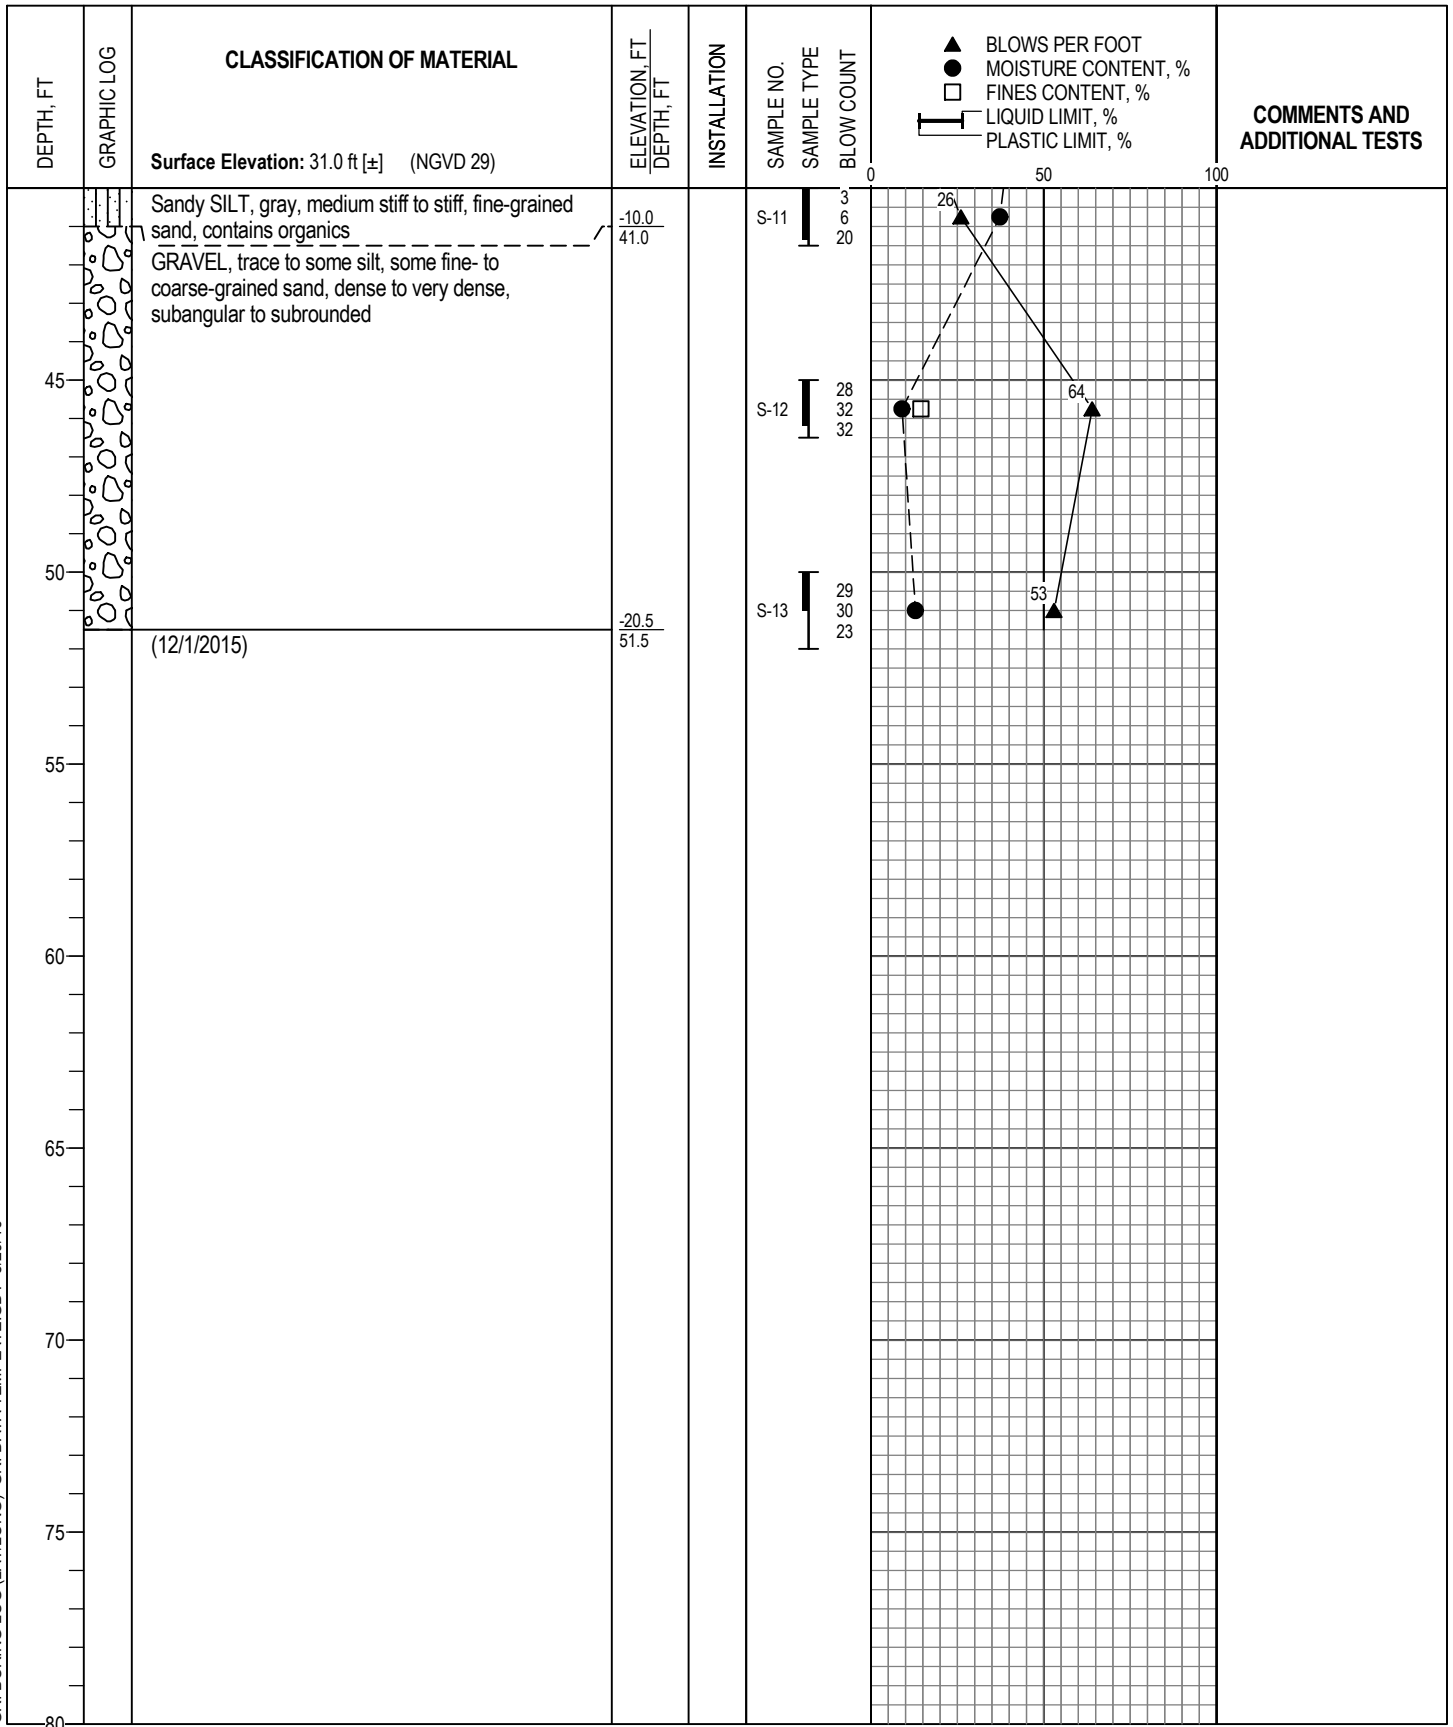 DEPTH, FT
GRAPHIC LOG
CLASSIFICATION OF MATERIAL
Surface Elevation: 31.0 ft [±] (NGVD 29)
ELEVATION, FT
DEPTH, FT
INSTALLATION
SAMPLE NO.
SAMPLE TYPE
BLOW COUNT
BLOWS PER FOOT
MOISTURE CONTENT, %
FINES CONTENT, %
LIQUID LIMIT, %
PLASTIC LIMIT, %
0 50 100
COMMENTS AND
ADDITIONAL TESTS
Sandy SILT, gray, medium stiff to stiff, fine-grained
sand, contains organics
-10.0
41.0
S-11
3
6
20
26
GRAVEL, trace to some silt, some fine- to
coarse-grained sand, dense to very dense,
subangular to subrounded
45
S-12
28
32
32
64
50
S-13
29
30
23
53
-20.5
51.5
(12/1/2015)
55
60
65
70
75
80